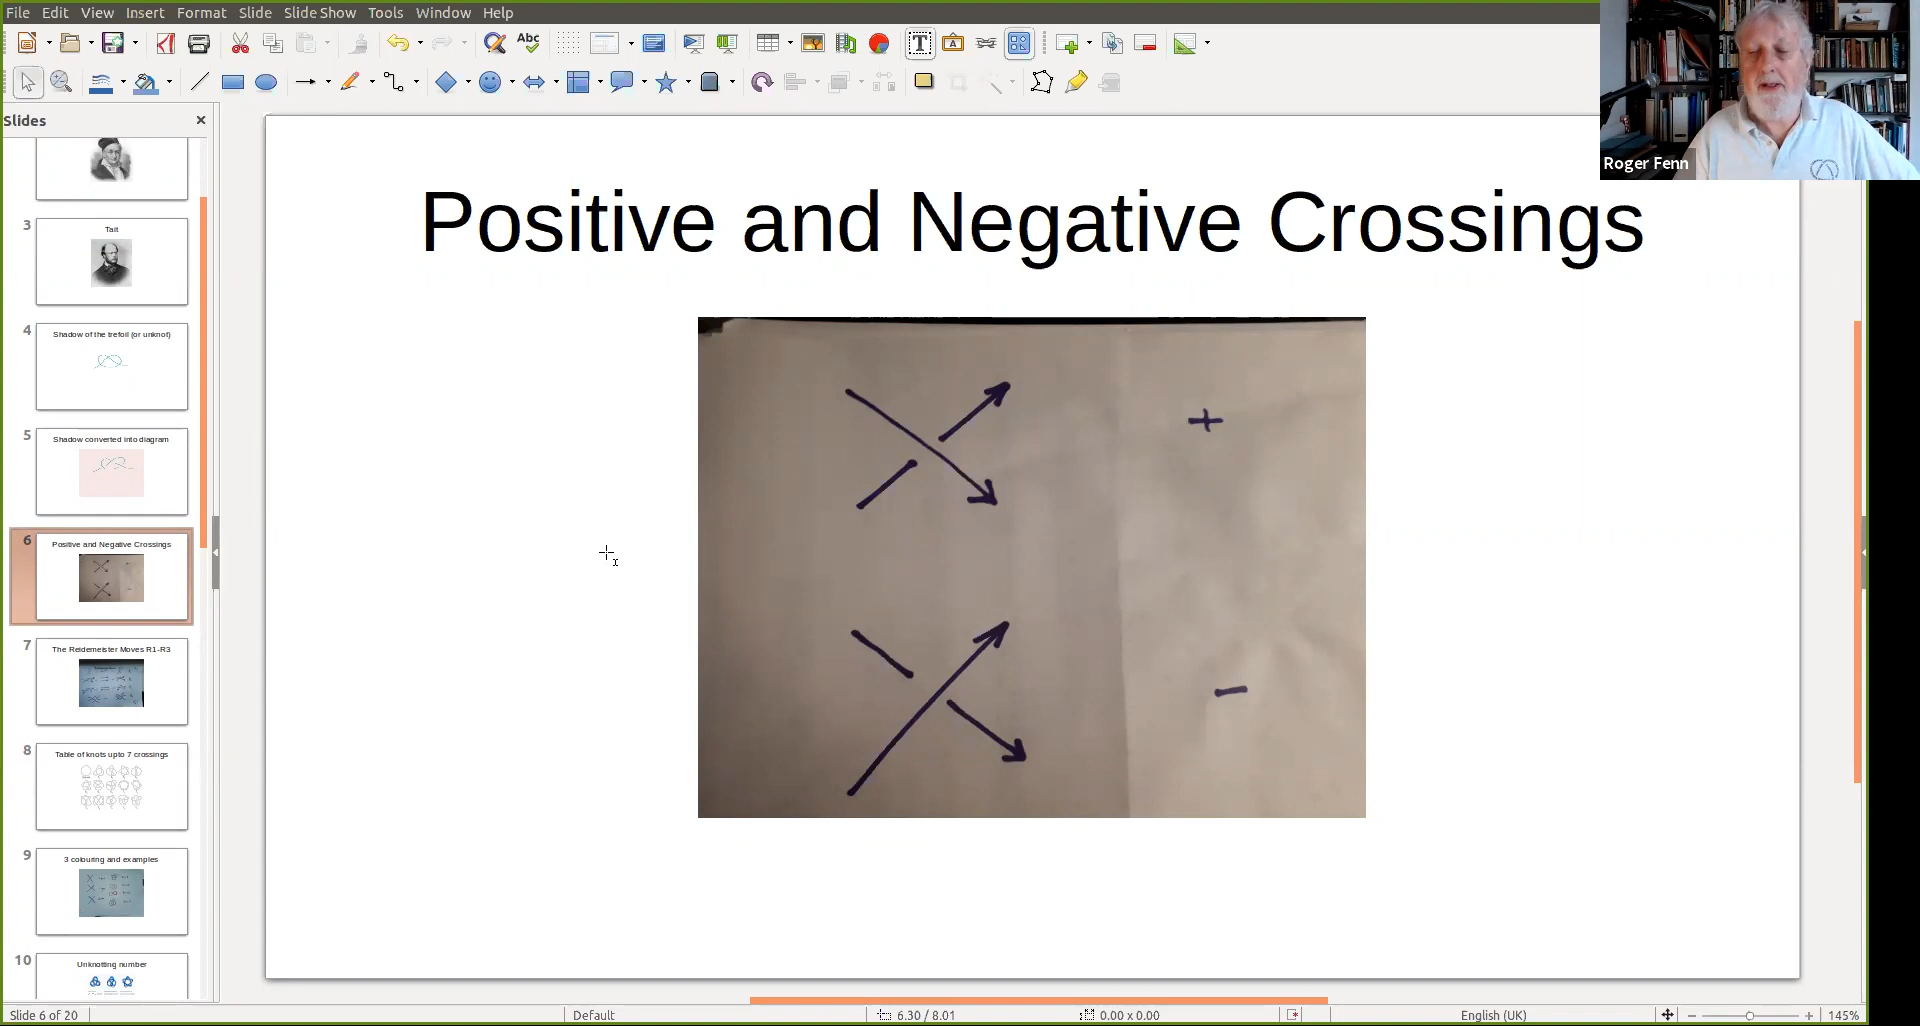 File Edit View Insert Format Slide Slide Show Tools Window Help
Abc
Slides
Roger Fenn
Positive and Negative Crossings
+
−
3
Tait
4
Shadow of the trefoil (or unknot)
5
Shadow converted into diagram
6
Positive and Negative Crossings
7
The Reidemeister Moves R1-R3
8
Table of knots upto 7 crossings
9
3 colouring and examples
10
Unknotting number
Slide 6 of 20 Default 6.30 / 8.01 0.00 x 0.00 English (UK) 145%